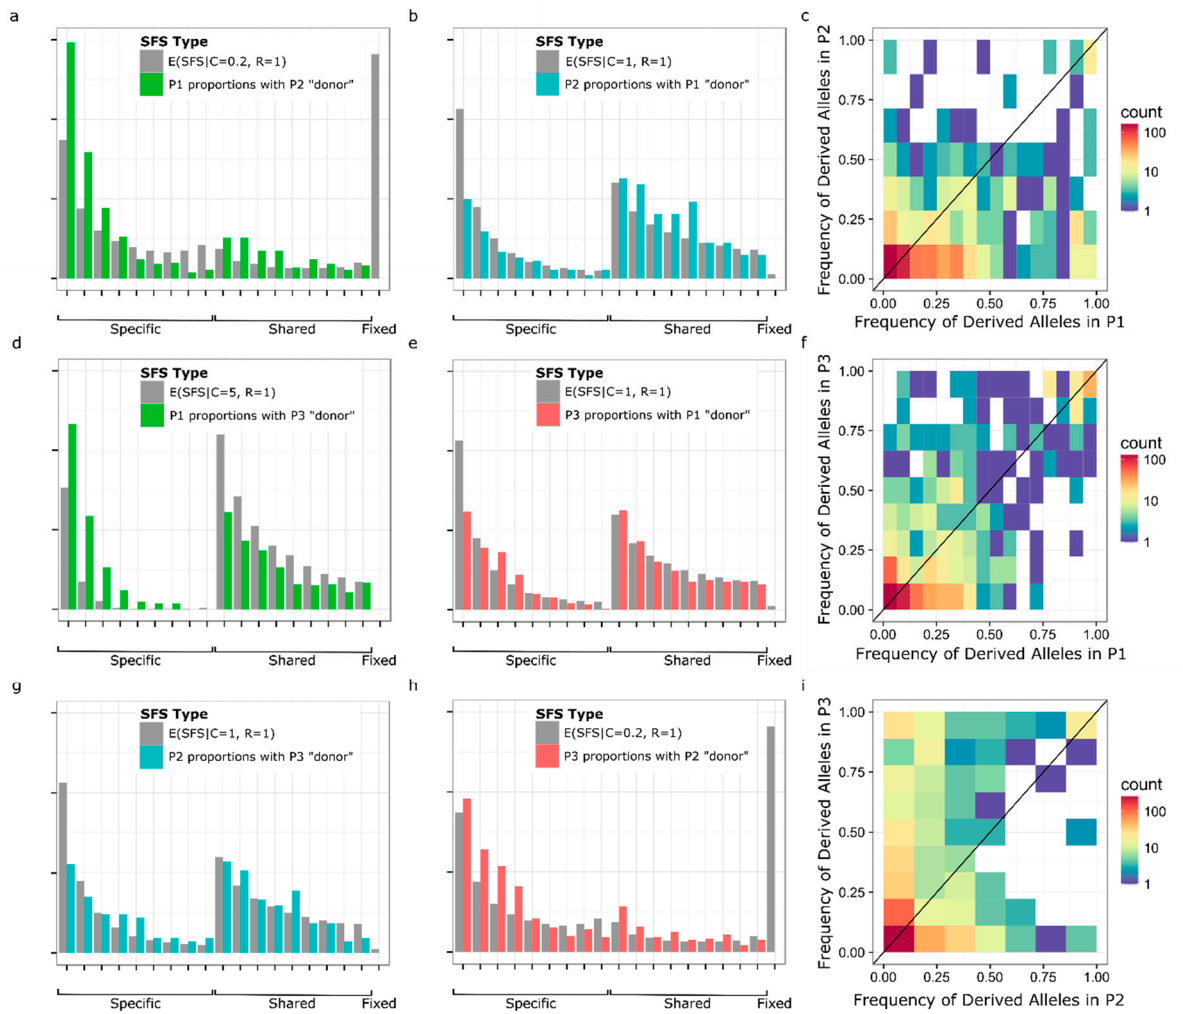 a
SFS Type
E(SFS|C=0.2, R=1)
P1 proportions with P2 "donor"
Specific
Shared
Fixed
b
SFS Type
E(SFS|C=1, R=1)
P2 proportions with P1 "donor"
Specific
Shared
Fixed
c
Frequency of Derived Alleles in P2
1.00
0.75
0.50
0.25
0.00
0.00
0.25
0.50
0.75
1.00
Frequency of Derived Alleles in P1
count
100
10
1
d
SFS Type
E(SFS|C=5, R=1)
P1 proportions with P3 "donor"
Specific
Shared
Fixed
e
SFS Type
E(SFS|C=1, R=1)
P3 proportions with P1 "donor"
Specific
Shared
Fixed
f
Frequency of Derived Alleles in P3
1.00
0.75
0.50
0.25
0.00
0.00
0.25
0.50
0.75
1.00
Frequency of Derived Alleles in P1
count
100
10
1
g
SFS Type
E(SFS|C=1, R=1)
P2 proportions with P3 "donor"
Specific
Shared
Fixed
h
SFS Type
E(SFS|C=0.2, R=1)
P3 proportions with P2 "donor"
Specific
Shared
Fixed
i
Frequency of Derived Alleles in P3
1.00
0.75
0.50
0.25
0.00
0.00
0.25
0.50
0.75
1.00
Frequency of Derived Alleles in P2
count
100
10
1